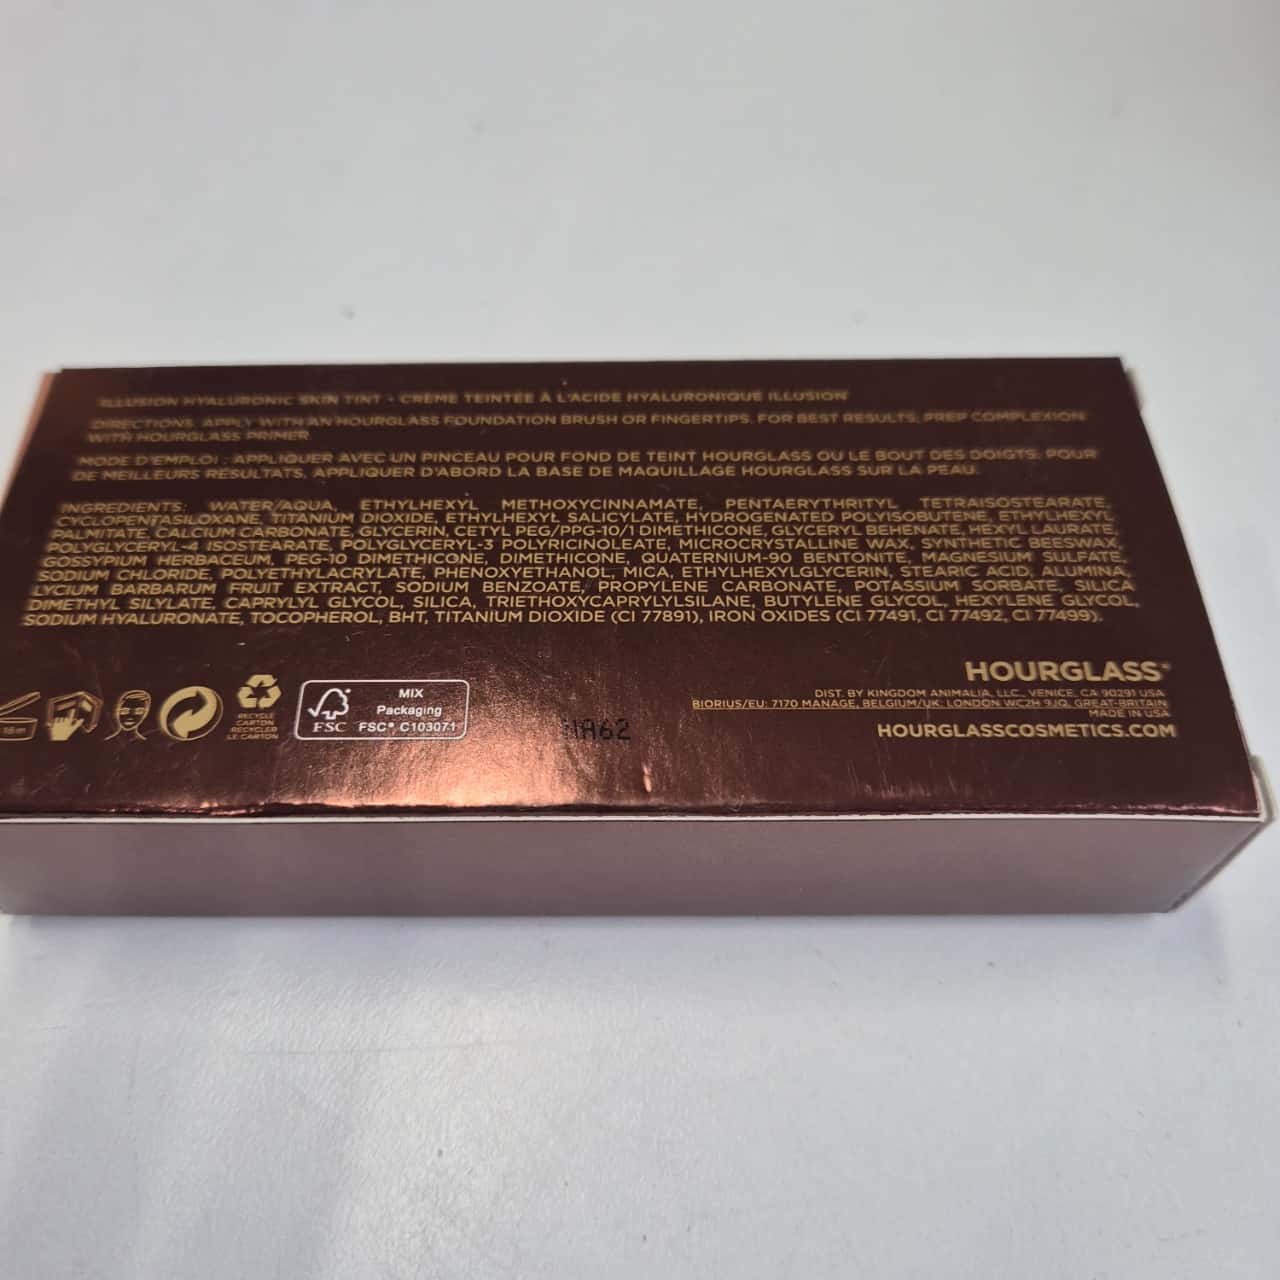 ILLUSION HYALURONIC SKIN TINT • CRÈME TEINTÉE À L'ACIDE HYALURONIQUE ILLUSION
DIRECTIONS: APPLY WITH AN HOURGLASS FOUNDATION BRUSH OR FINGERTIPS. FOR BEST RESULTS, PREP COMPLEXION
WITH HOURGLASS PRIMER.
MODE D'EMPLOI : APPLIQUER AVEC UN PINCEAU POUR FOND DE TEINT HOURGLASS OU LE BOUT DES DOIGTS. POUR
DE MEILLEURS RESULTATS, APPLIQUER D'ABORD LA BASE DE MAQUILLAGE HOURGLASS SUR LA PEAU.
INGREDIENTS: WATER/AQUA, ETHYLHEXYL METHOXYCINNAMATE, PENTAERYTHRITYL TETRAISOSTEARATE,
CYCLOPENTASILOXANE, TITANIUM DIOXIDE, ETHYLHEXYL SALICYLATE, HYDROGENATED POLYISOBUTENE, ETHYLHEXYL
PALMITATE, CALCIUM CARBONATE, GLYCERIN, CETYL PEG/PPG-10/1 DIMETHICONE, GLYCERYL BEHENATE, HEXYL LAURATE,
POLYGLYCERYL-4 ISOSTEARATE, POLYGLYCERYL-3 POLYRICINOLEATE, MICROCRYSTALLINE WAX, SYNTHETIC BEESWAX,
GOSSYPIUM HERBACEUM, PEG-10 DIMETHICONE, DIMETHICONE, QUATERNIUM-90 BENTONITE, MAGNESIUM SULFATE,
SODIUM CHLORIDE, POLYETHYLACRYLATE, PHENOXYETHANOL, MICA, ETHYLHEXYLGLYCERIN, STEARIC ACID, ALUMINA,
LYCIUM BARBARUM FRUIT EXTRACT, SODIUM BENZOATE, PROPYLENE CARBONATE, POTASSIUM SORBATE, SILICA
DIMETHYL SILYLATE, CAPRYLYL GLYCOL, SILICA, TRIETHOXYCAPRYLYLSILANE, BUTYLENE GLYCOL, HEXYLENE GLYCOL,
SODIUM HYALURONATE, TOCOPHEROL, BHT, TITANIUM DIOXIDE (CI 77891), IRON OXIDES (CI 77491, CI 77492, CI 77499).
RECYCLE
CARTON
RECYCLER
LE CARTON
FSC
MIX
Packaging
FSC® C103071
HOURGLASS®
DIST. BY KINGDOM ANIMALIA, LLC., VENICE, CA 90291 USA
BIORIUS/EU: 7170 MANAGE, BELGIUM/UK: LONDON WC2H 9JQ, GREAT-BRITAIN
MADE IN USA
HOURGLASSCOSMETICS.COM